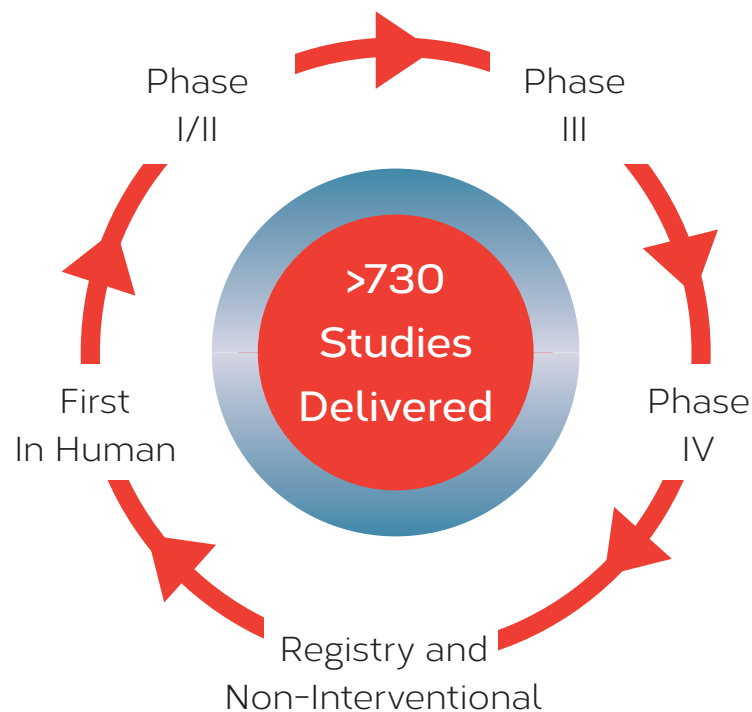 Phase
I/II
Phase
III
>730
Studies
Delivered
First
In Human
Phase
IV
Registry and
Non-Interventional